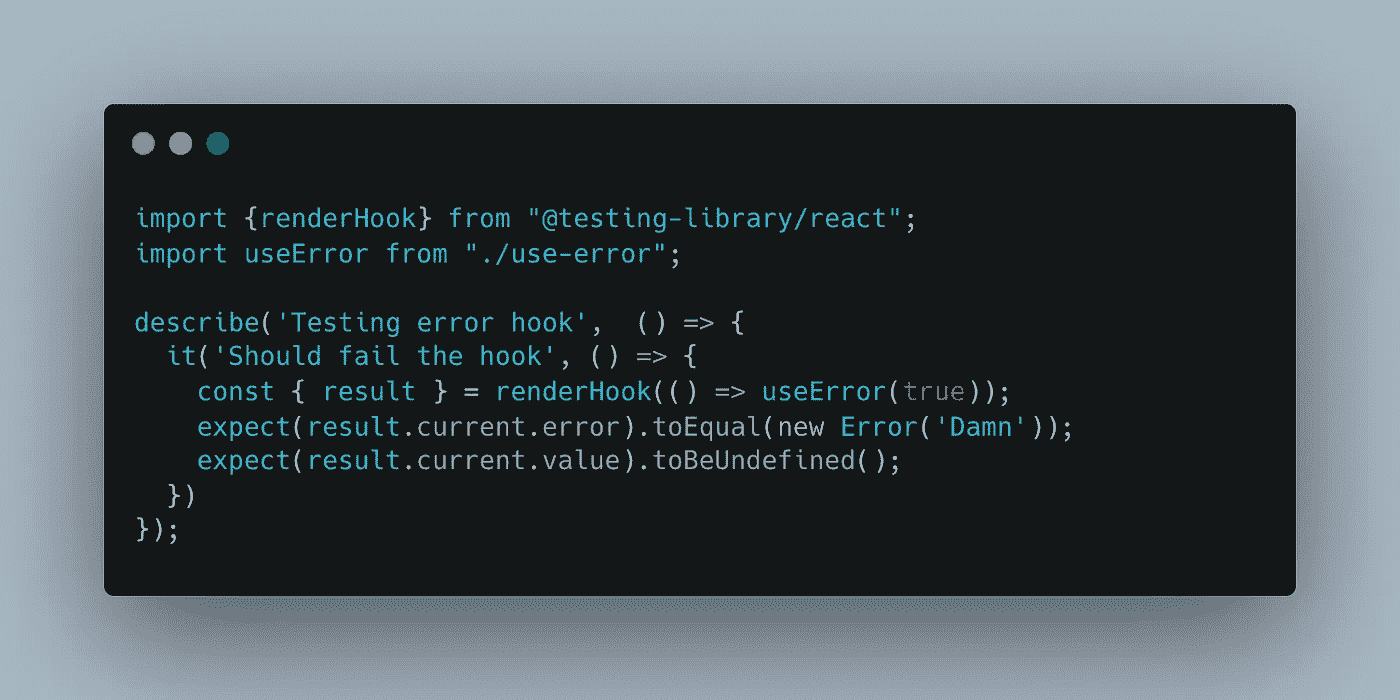 import {renderHook} from "@testing-library/react";
import useError from "./use-error";

describe('Testing error hook',  () => {
  it('Should fail the hook', () => {
    const { result } = renderHook(() => useError(true));
    expect(result.current.error).toEqual(new Error('Damn'));
    expect(result.current.value).toBeUndefined();
  })
});